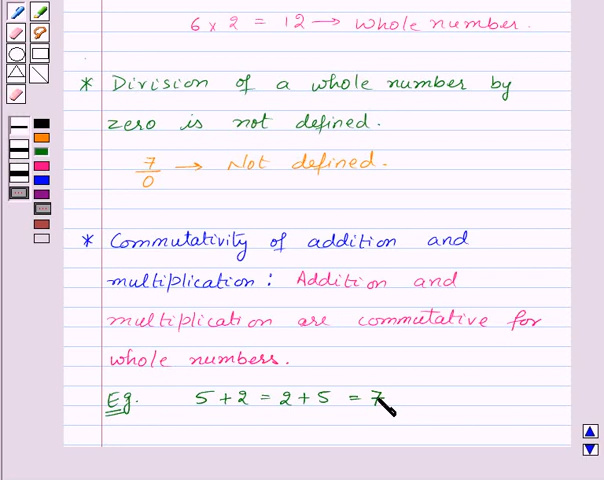 6 × 2 = 12 → Whole number.
* Division of a whole number by
zero is not defined.
7/0 → Not defined.
* Commutativity of addition and
multiplication : Addition and
multiplication are commutative for
whole numbers.
Eg. 5 + 2 = 2 + 5 = 7